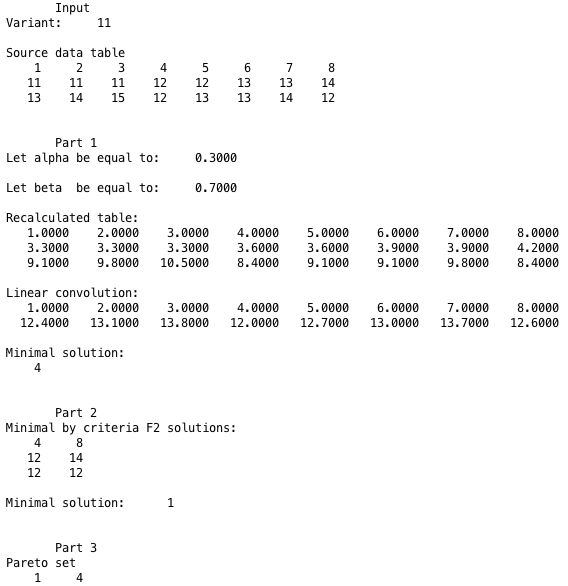 Input
Variant: 11
Source data table
1 2 3 4 5 6 7 8
11 11 11 12 12 13 13 14
13 14 15 12 13 13 14 12
Part 1
Let alpha be equal to: 0.3000
Let beta be equal to: 0.7000
Recalculated table:
1.0000 2.0000 3.0000 4.0000 5.0000 6.0000 7.0000 8.0000
3.3000 3.3000 3.3000 3.6000 3.6000 3.9000 3.9000 4.2000
9.1000 9.8000 10.5000 8.4000 9.1000 9.1000 9.8000 8.4000
Linear convolution:
1.0000 2.0000 3.0000 4.0000 5.0000 6.0000 7.0000 8.0000
12.4000 13.1000 13.8000 12.0000 12.7000 13.0000 13.7000 12.6000
Minimal solution:
4
Part 2
Minimal by criteria F2 solutions:
4 8
12 14
12 12
Minimal solution: 1
Part 3
Pareto set
1 4